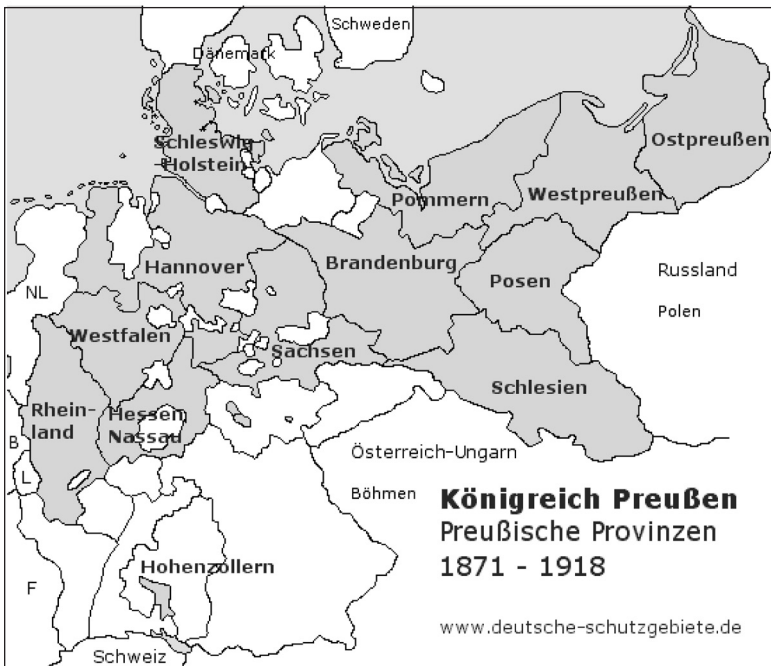 Schweden
Dänemark
Schleswig
-Holstein
Ostpreußen
Pommern
Westpreußen
Hannover
Brandenburg
Posen
Russland
Polen
NL
Westfalen
Sachsen
Schlesien
Rhein-
land
Hessen
Nassau
B
L
Österreich-Ungarn
Böhmen
Königreich Preußen
Preußische Provinzen
1871 - 1918
Hohenzollern
F
www.deutsche-schutzgebiete.de
Schweiz